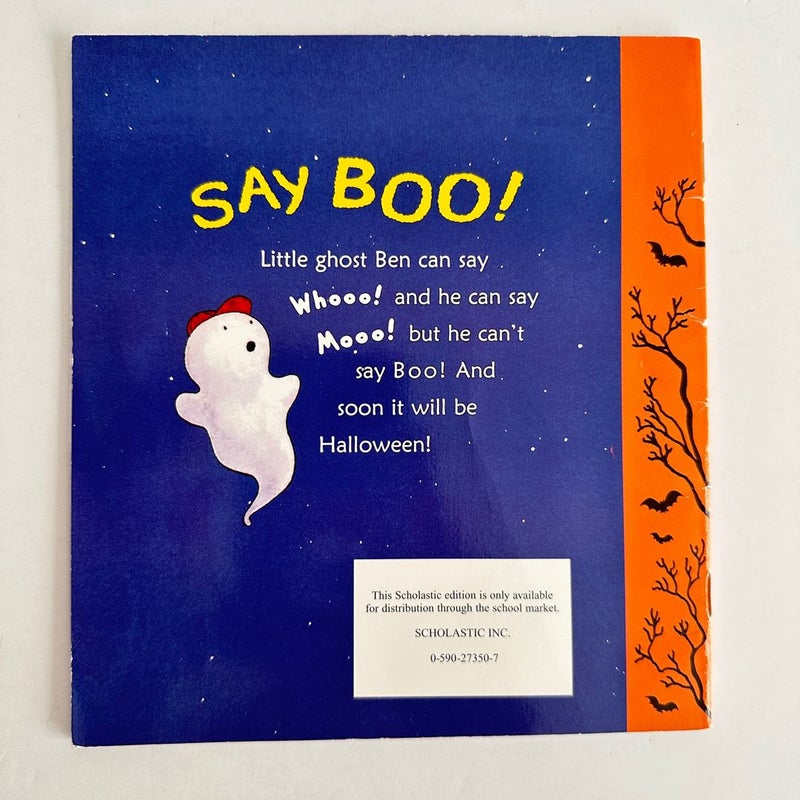 SAY BOO!
Little ghost Ben can say
Whooo! and he can say
Mooo! but he can't
say Boo! And
soon it will be
Halloween!
This Scholastic edition is only available
for distribution through the school market.
SCHOLASTIC INC.
0-590-27350-7